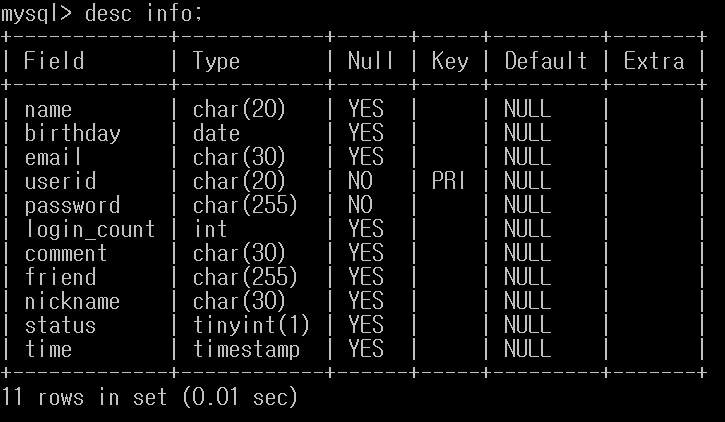 mysql> desc info;
+--------------+------------+------+-----+---------+-------+
| Field        | Type       | Null | Key | Default | Extra |
+--------------+------------+------+-----+---------+-------+
| name         | char(20)   | YES  |     | NULL    |       |
| birthday     | date       | YES  |     | NULL    |       |
| email        | char(30)   | YES  |     | NULL    |       |
| userid       | char(20)   | NO   | PRI | NULL    |       |
| password     | char(255)  | NO   |     | NULL    |       |
| login_count  | int        | YES  |     | NULL    |       |
| comment      | char(30)   | YES  |     | NULL    |       |
| friend       | char(255)  | YES  |     | NULL    |       |
| nickname     | char(30)   | YES  |     | NULL    |       |
| status       | tinyint(1) | YES  |     | NULL    |       |
| time         | timestamp  | YES  |     | NULL    |       |
+--------------+------------+------+-----+---------+-------+
11 rows in set (0.01 sec)